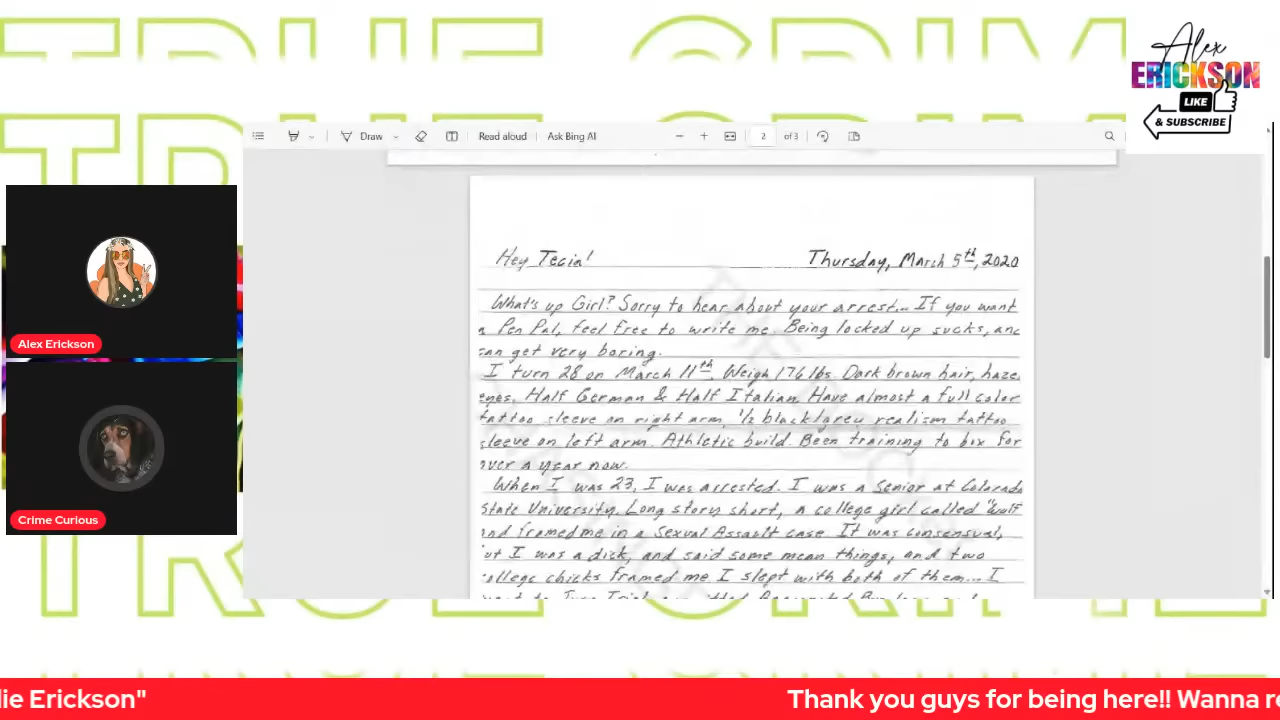 TRUE CRIM
Alex
ERICKSON
LIKE
& SUBSCRIBE
Draw
Read aloud
Ask Bing AI
2
of 3
Hey Tecia!
Thursday, March 5th, 2020
What's up Girl? Sorry to hear about your arrest... If you want
a Pen Pal, feel free to write me. Being locked up sucks, and
can get very boring.
I turn 28 on March 11th. Weigh 176 lbs. Dark brown hair, haze
eyes. Half German & Half Italian. Have almost a full color
tattoo sleeve on right arm, 1/2 black/grey realism tattoo
sleeve on left arm. Athletic build. Been training to box for
over a year now.
When I was 23, I was arrested. I was a Senior at Colorado
State University. Long story short, a college girl called "wolf
and framed me in a Sexual Assault case. It was consensual,
but I was a dick, and said some mean things, and two
college chicks framed me I slept with both of them... I
Alex Erickson
Crime Curious
TRUE CRIME
lie Erickson"
Thank you guys for being here!! Wanna re